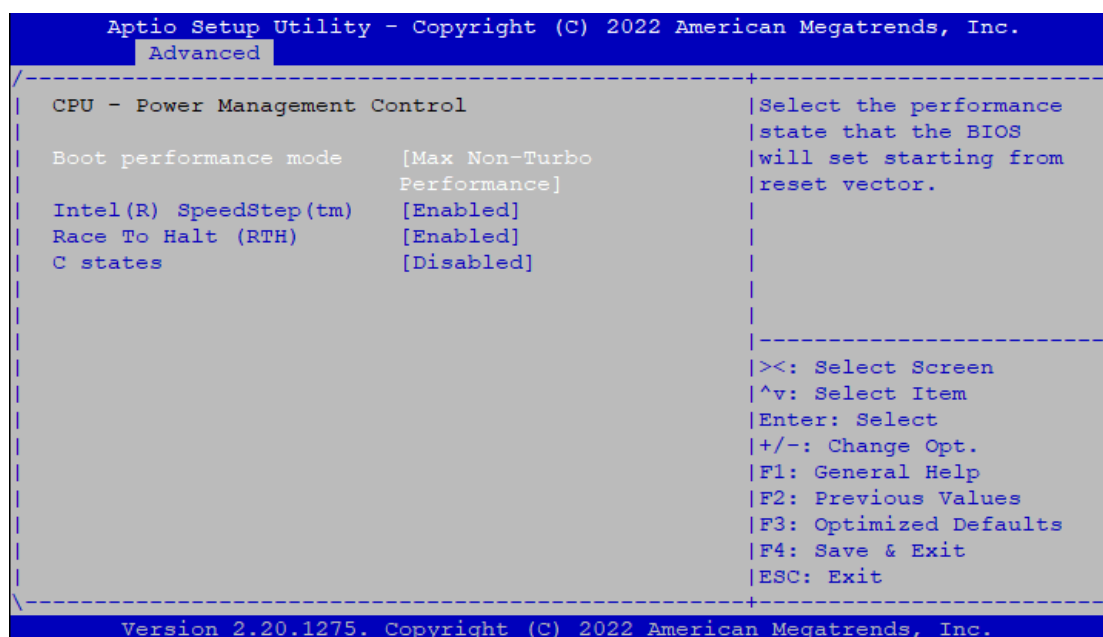 Aptio Setup Utility - Copyright (C) 2022 American Megatrends, Inc.
Advanced
CPU - Power Management Control
Boot performance mode [Max Non-Turbo
Performance]
Intel(R) SpeedStep(tm) [Enabled]
Race To Halt (RTH) [Enabled]
C states [Disabled]
Select the performance
state that the BIOS
will set starting from
reset vector.
><: Select Screen
^v: Select Item
Enter: Select
+/-: Change Opt.
F1: General Help
F2: Previous Values
F3: Optimized Defaults
F4: Save & Exit
ESC: Exit
Version 2.20.1275. Copyright (C) 2022 American Megatrends, Inc.